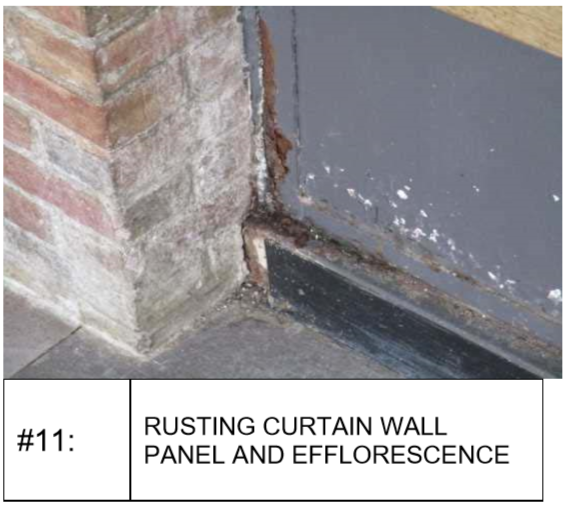 #11:
RUSTING CURTAIN WALL
PANEL AND EFFLORESCENCE